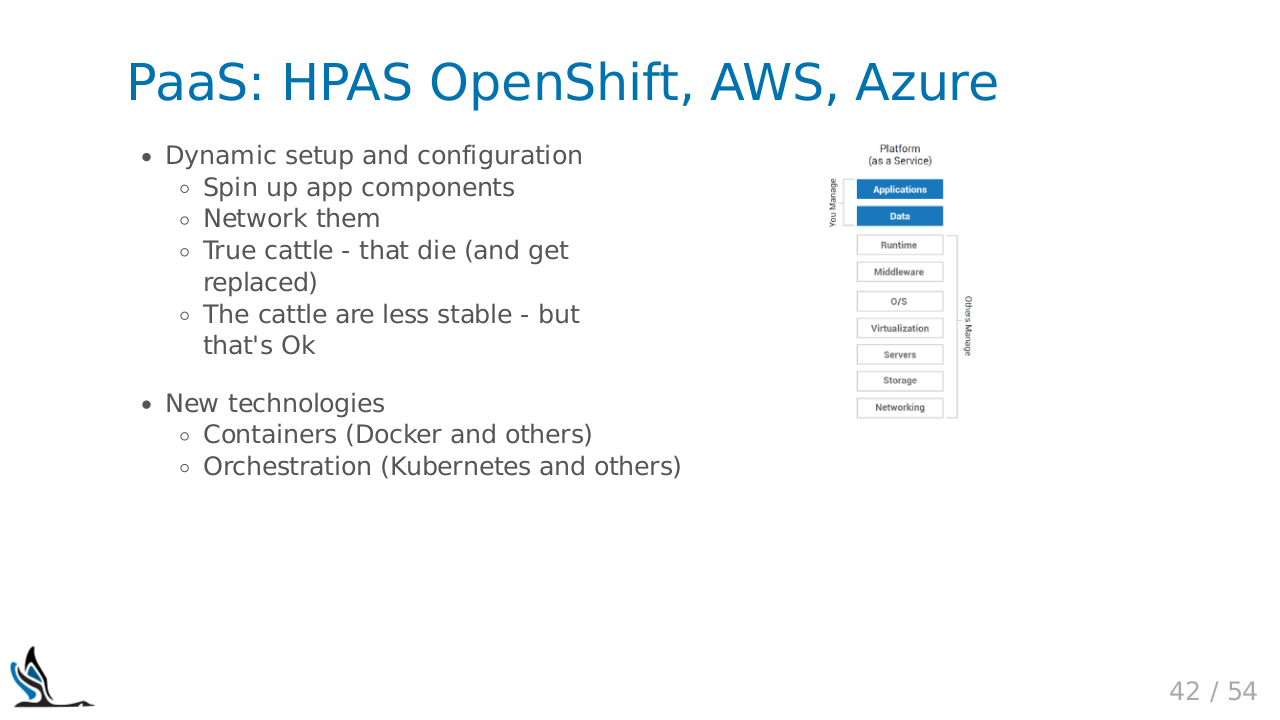 PaaS: HPAS OpenShift, AWS, Azure
• Dynamic setup and configuration
◦ Spin up app components
◦ Network them
◦ True cattle - that die (and get
replaced)
◦ The cattle are less stable - but
that's Ok
• New technologies
◦ Containers (Docker and others)
◦ Orchestration (Kubernetes and others)
Platform
(as a Service)
You Manage
Applications
Data
Runtime
Middleware
O/S
Virtualization
Servers
Storage
Networking
Others Manage
42 / 54